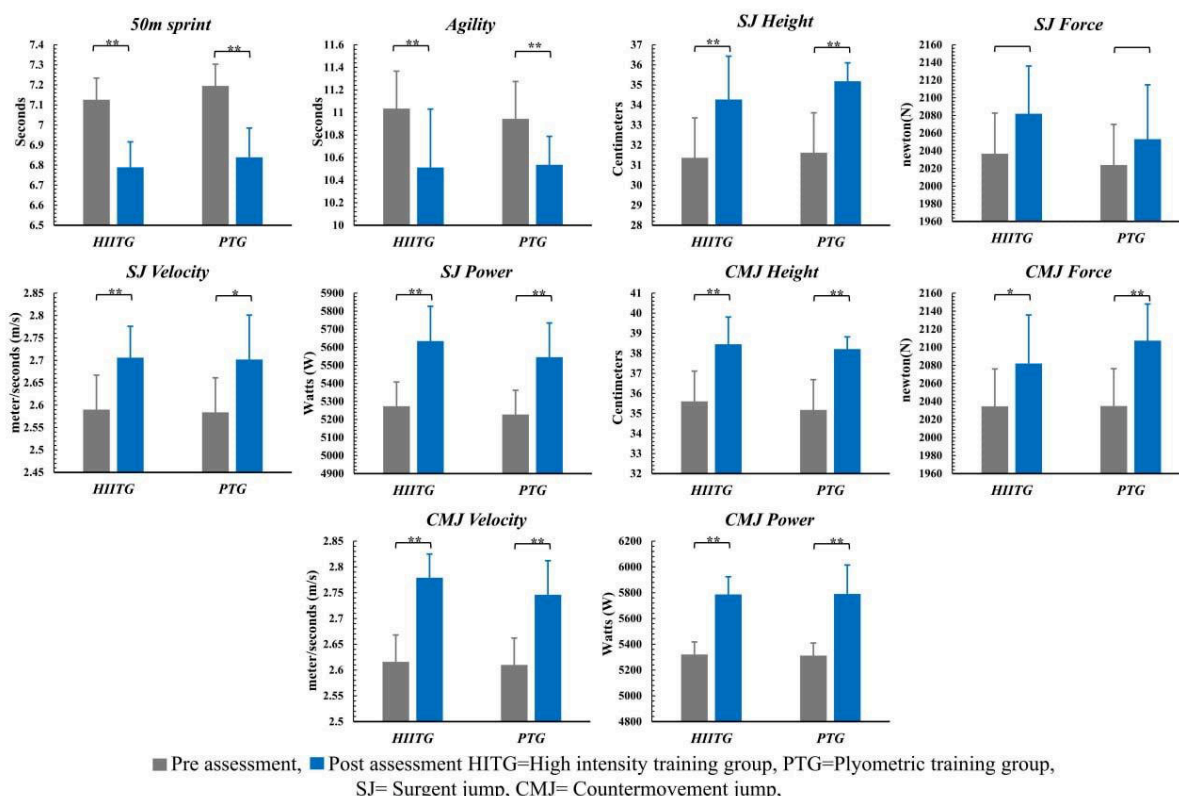 50m sprint
Agility
SJ Height
SJ Force
7.4
7.3
7.2
7.1
7
6.9
6.8
6.7
6.6
6.5
Seconds
**
**
HIITG
PTG
11.6
11.4
11.2
11
10.8
10.6
10.4
10.2
10
Seconds
**
**
HIITG
PTG
37
36
35
34
33
32
31
30
29
28
Centimeters
**
**
HIITG
PTG
2160
2140
2120
2100
2080
2060
2040
2020
2000
1980
1960
newton(N)
HIITG
PTG
SJ Velocity
SJ Power
CMJ Height
CMJ Force
2.85
2.8
2.75
2.7
2.65
2.6
2.55
2.5
2.45
meter/seconds (m/s)
**
*
HIITG
PTG
5900
5800
5700
5600
5500
5400
5300
5200
5100
5000
4900
Watts (W)
**
**
HIITG
PTG
41
40
39
38
37
36
35
34
33
32
Centimeters
**
**
HIITG
PTG
2160
2140
2120
2100
2080
2060
2040
2020
2000
1980
1960
newton(N)
*
**
HIITG
PTG
CMJ Velocity
CMJ Power
2.85
2.8
2.75
2.7
2.65
2.6
2.55
2.5
meter/seconds (m/s)
**
**
HIITG
PTG
6200
6000
5800
5600
5400
5200
5000
4800
Watts (W)
**
**
HIITG
PTG
Pre assessment, Post assessment HITG=High intensity training group, PTG=Plyometric training group,
SJ= Surgent jump, CMJ= Countermovement jump,